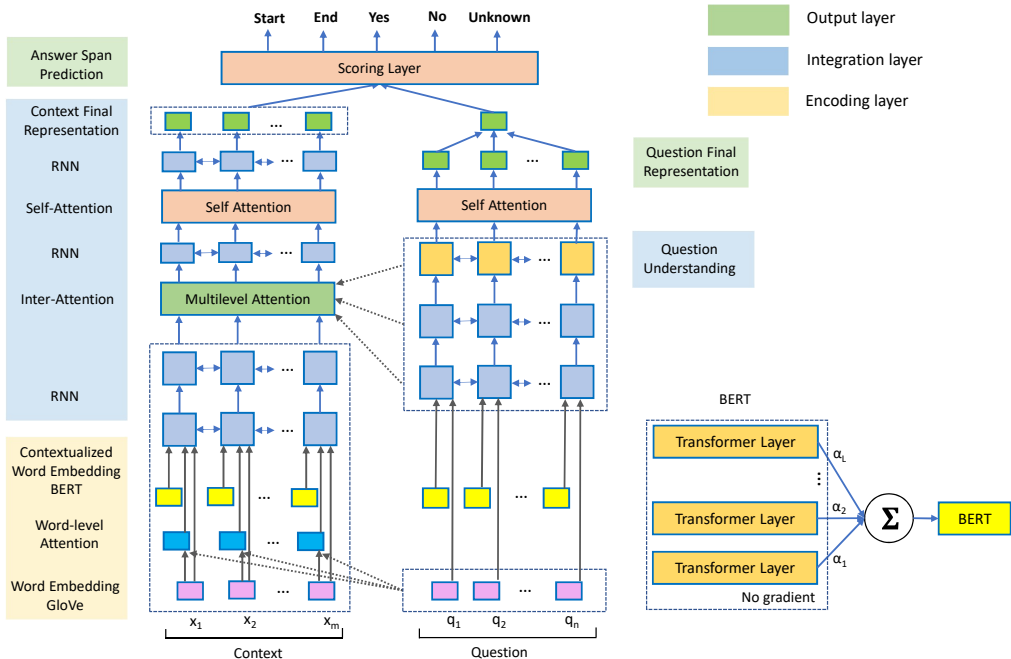 Start End Yes No Unknown
Output layer
Integration layer
Encoding layer
Answer Span
Prediction
Scoring Layer
Context Final
Representation
...
RNN
...
...
Question Final
Representation
Self-Attention
Self Attention
Self Attention
RNN
...
...
Question
Understanding
Inter-Attention
Multilevel Attention
...
...
RNN
...
BERT
Contextualized
Word Embedding
BERT
...
...
Transformer Layer
α_L
...
Word-level
Attention
...
Transformer Layer
α_2
Σ
BERT
Word Embedding
GloVe
...
...
Transformer Layer
α_1
No gradient
x_1 x_2 x_m
q_1 q_2 q_n
Context
Question